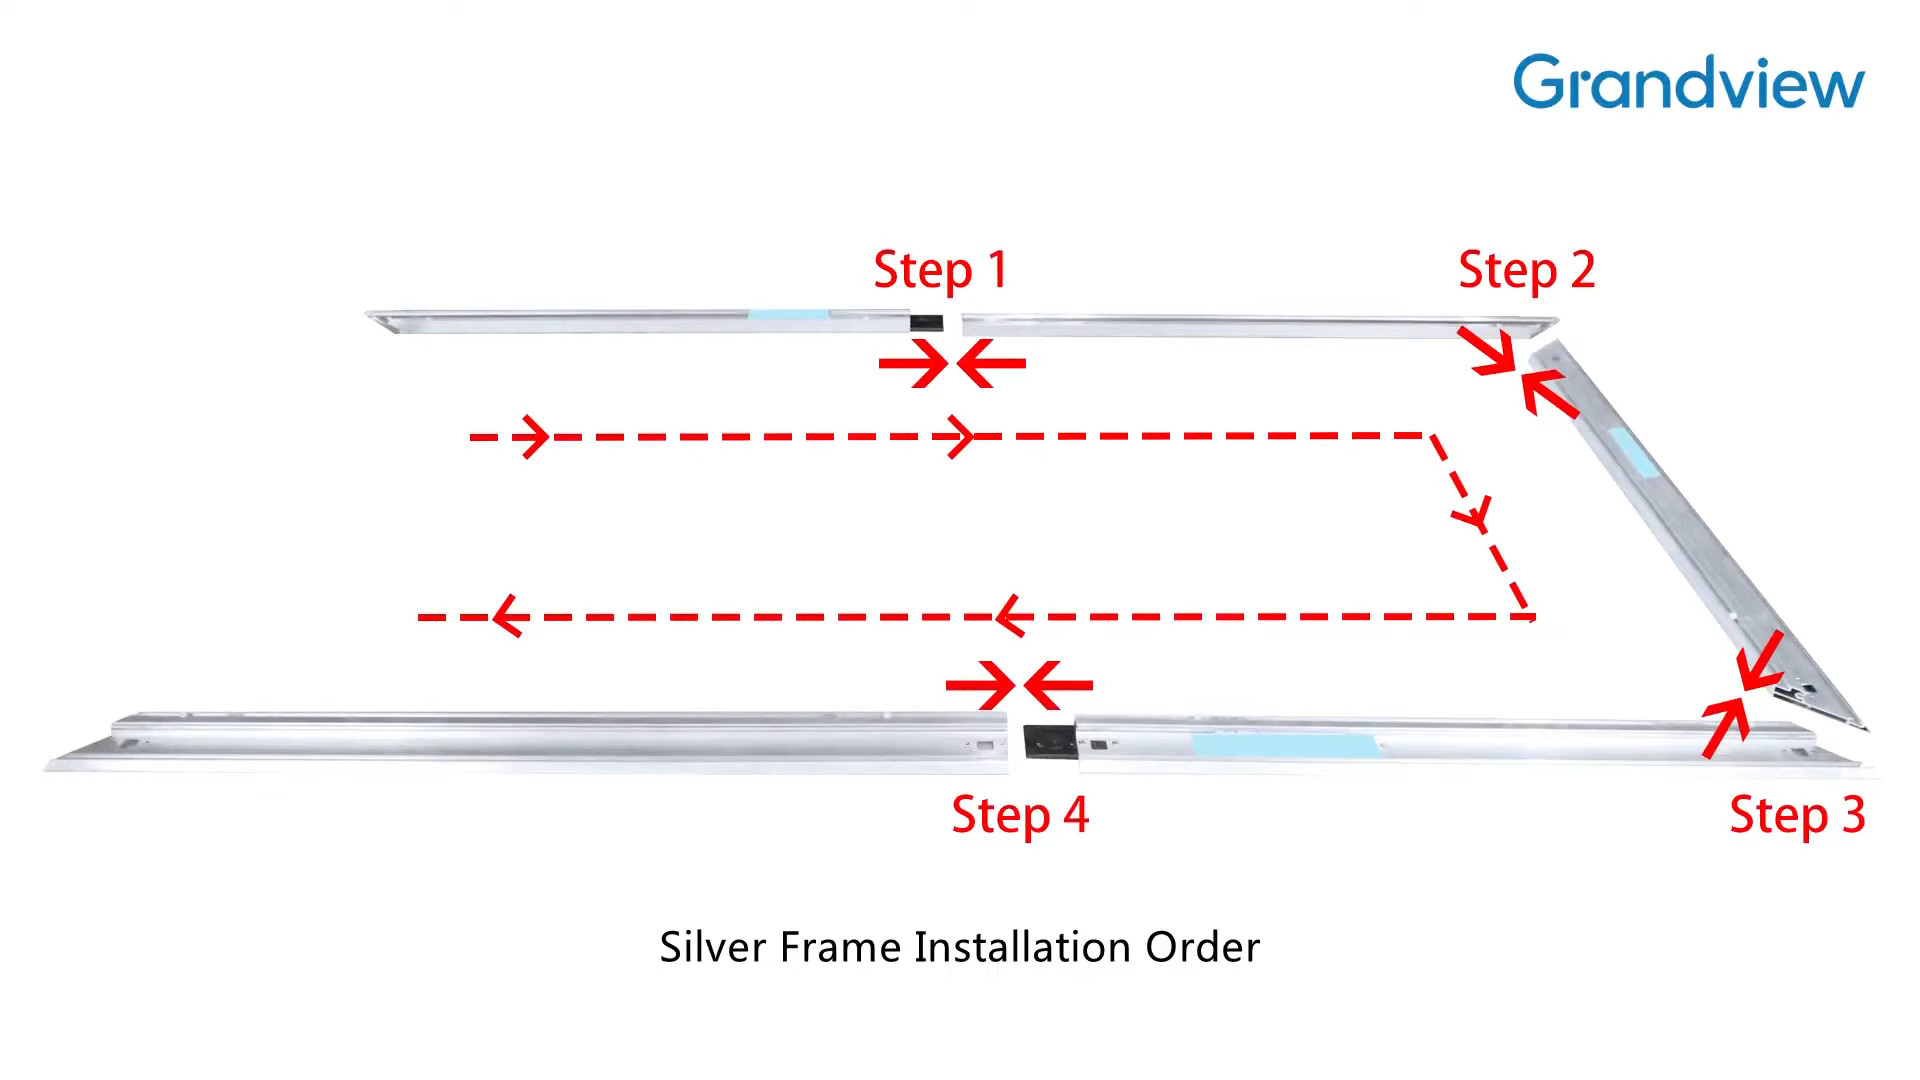 Grandview
Step 1
Step 2
Step 4
Step 3
Silver Frame Installation Order